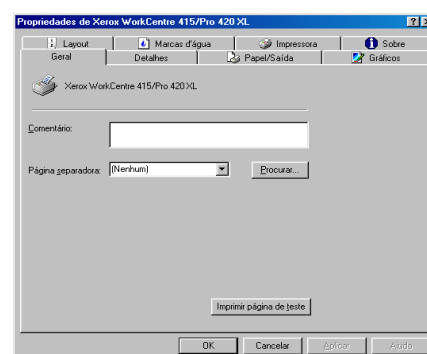 Propriedades de Xerox WorkCentre 415/Pro 420 XL
Layout Marcas d'água Impressora Sobre
Geral Detalhes Papel/Saída Gráficos
Xerox WorkCentre 415/Pro 420 XL
Comentário:
Página separadora: (Nenhum) Procurar...
Imprimir página de teste
OK Cancelar Aplicar Ajuda